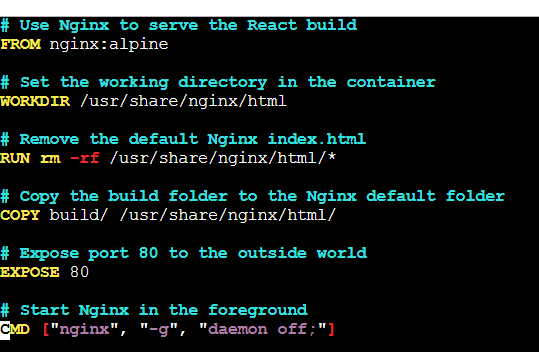 # Use Nginx to serve the React build
FROM nginx:alpine
# Set the working directory in the container
WORKDIR /usr/share/nginx/html
# Remove the default Nginx index.html
RUN rm -rf /usr/share/nginx/html/*
# Copy the build folder to the Nginx default folder
COPY build/ /usr/share/nginx/html/
# Expose port 80 to the outside world
EXPOSE 80
# Start Nginx in the foreground
CMD ["nginx", "-g", "daemon off;"]